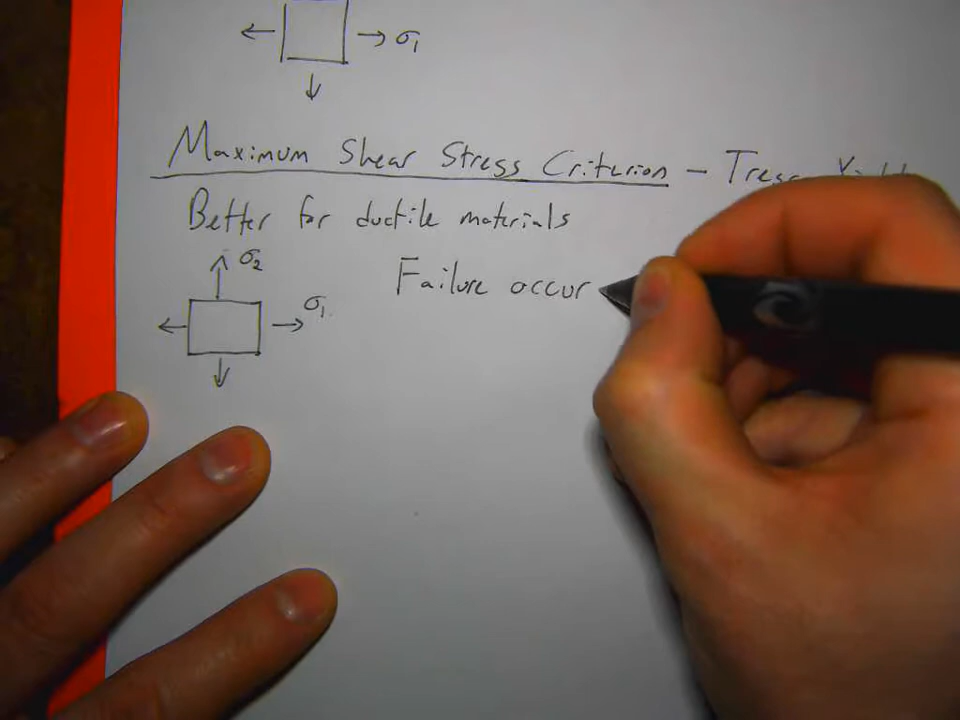 σ₁
Maximum Shear Stress Criterion -
Better for ductile materials
σ₂
Failure occur
σ₁